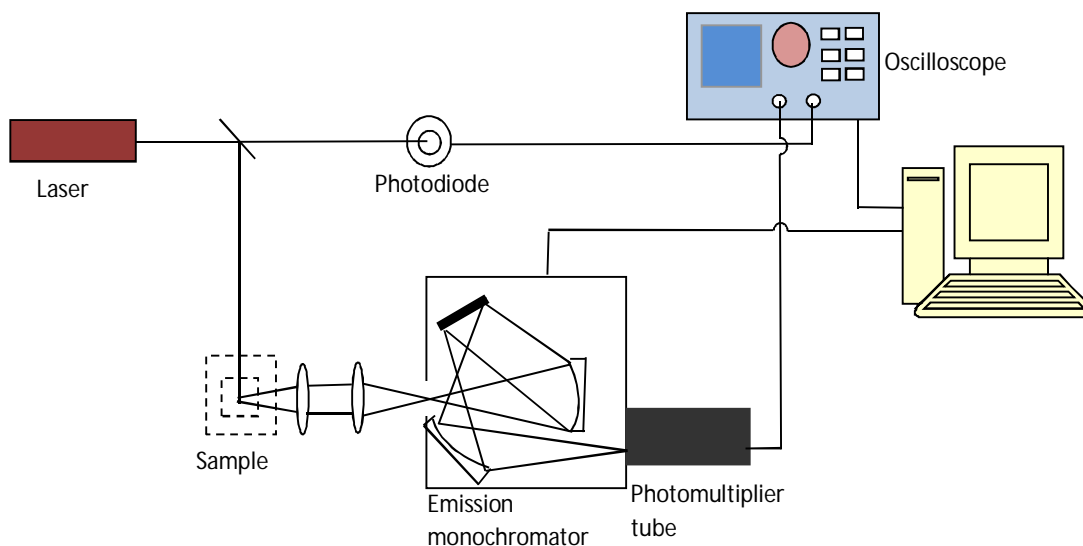 Oscilloscope
Laser
Photodiode
Sample
Emission
monochromator
Photomultiplier
tube